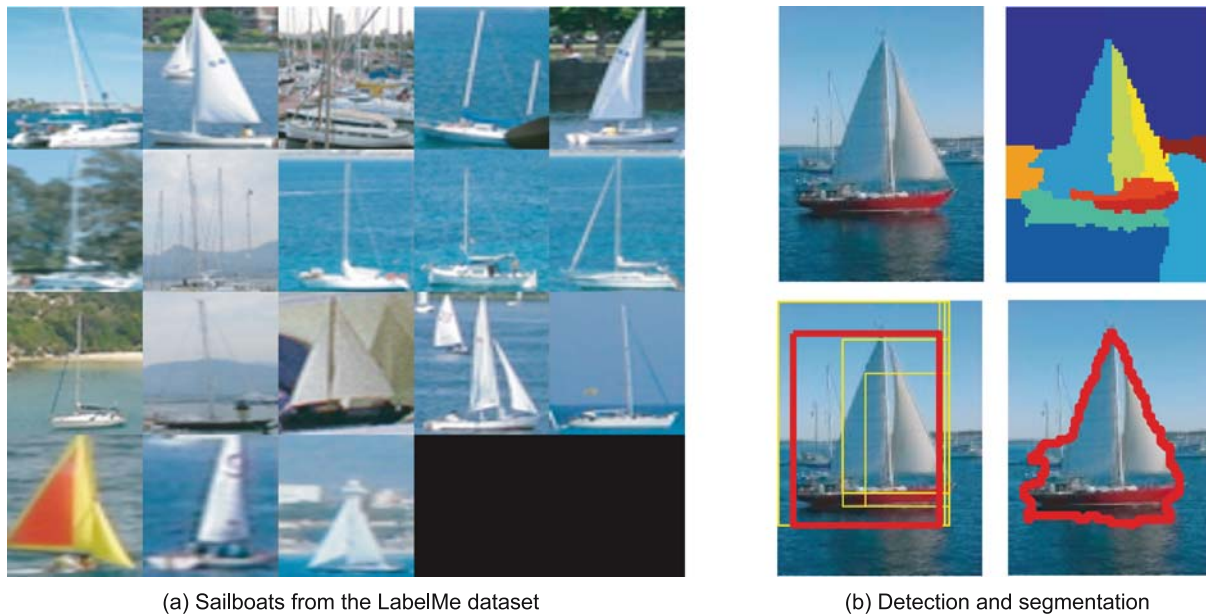 (a) Sailboats from the LabelMe dataset
(b) Detection and segmentation